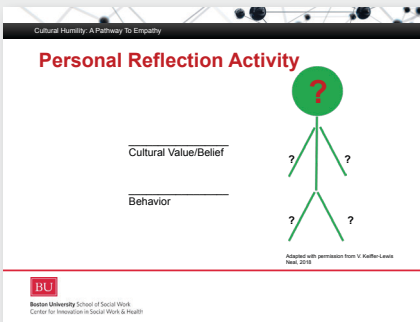 Cultural Humility: A Pathway To Empathy
Personal Reflection Activity
?
Cultural Value/Belief
? ?
Behavior
? ?
Adapted with permission from V. Keffer-Lewis
Neal, 2018
BU
Boston University School of Social Work
Center for Innovation in Social Work & Health